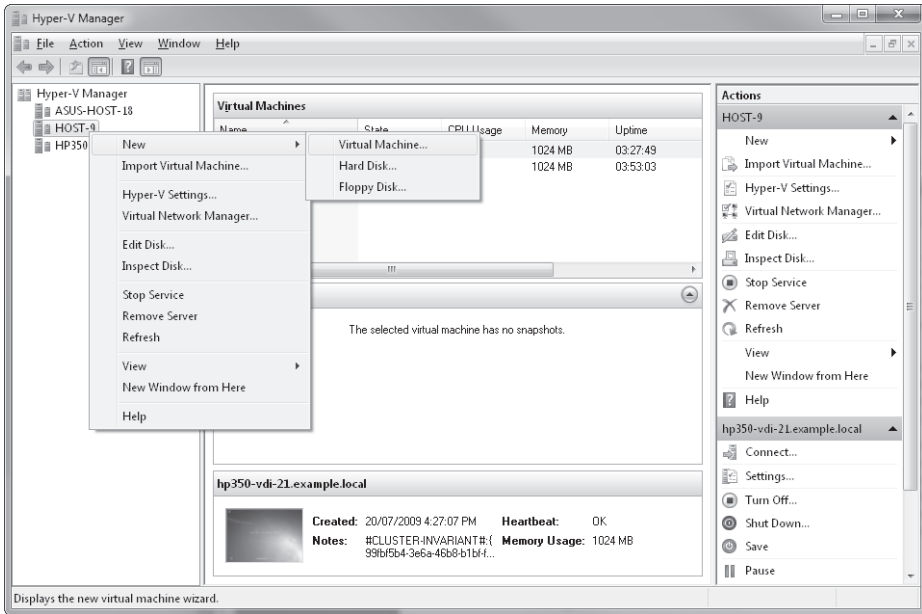 Hyper-V Manager
File Action View Window Help
Hyper-V Manager
ASUS-HOST-18
HOST-9
HP350
New
Import Virtual Machine...
Hyper-V Settings...
Virtual Network Manager...
Edit Disk...
Inspect Disk...
Stop Service
Remove Server
Refresh
View
New Window from Here
Help
Virtual Machine...
Hard Disk...
Floppy Disk...
Virtual Machines
Name State CPU Usage Memory Uptime
1024 MB 03:27:49
1024 MB 03:53:03
The selected virtual machine has no snapshots.
hp350-vdi-21.example.local
Created: 20/07/2009 4:27:07 PM Heartbeat: OK
Notes: #CLUSTER-INVARIANT#:{ Memory Usage: 1024 MB
99fbf5b4-3e6a-46b8-b1bf-f...
Actions
HOST-9
New
Import Virtual Machine...
Hyper-V Settings...
Virtual Network Manager...
Edit Disk...
Inspect Disk...
Stop Service
Remove Server
Refresh
View
New Window from Here
Help
hp350-vdi-21.example.local
Connect...
Settings...
Turn Off...
Shut Down...
Save
Pause
Displays the new virtual machine wizard.